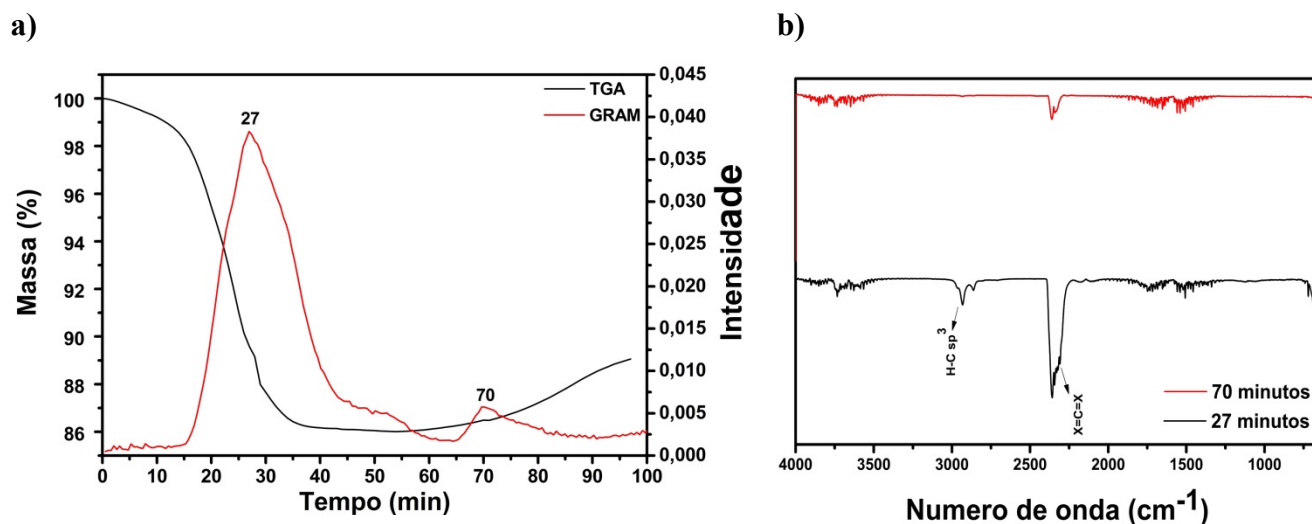 a)
TGA
GRAM
27
70
Massa (%)
100
98
96
94
92
90
88
86
0,045
0,040
0,035
0,030
0,025
0,020
0,015
0,010
0,005
0,000
Intensidade
0 10 20 30 40 50 60 70 80 90 100
Tempo (min)
b)
H-C sp3
X=C=X
70 minutos
27 minutos
4000 3500 3000 2500 2000 1500 1000
Numero de onda (cm-1)